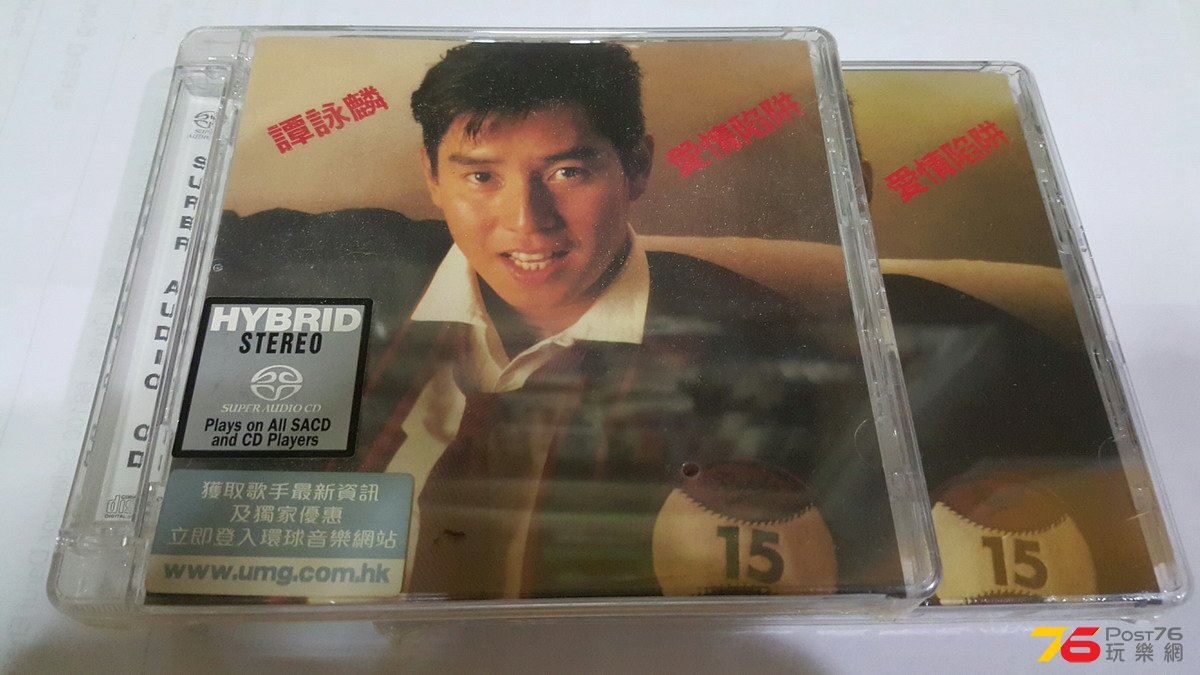 譚詠麟
愛情陷阱
愛情陷阱
SUPER AUDIO CD
HYBRID
STEREO
SUPER AUDIO CD
Plays on All SACD
and CD Players
獲取歌手最新資訊
及獨家優惠
立即登入環球音樂網站
www.umg.com.hk
15
15
76 POST76
玩樂網